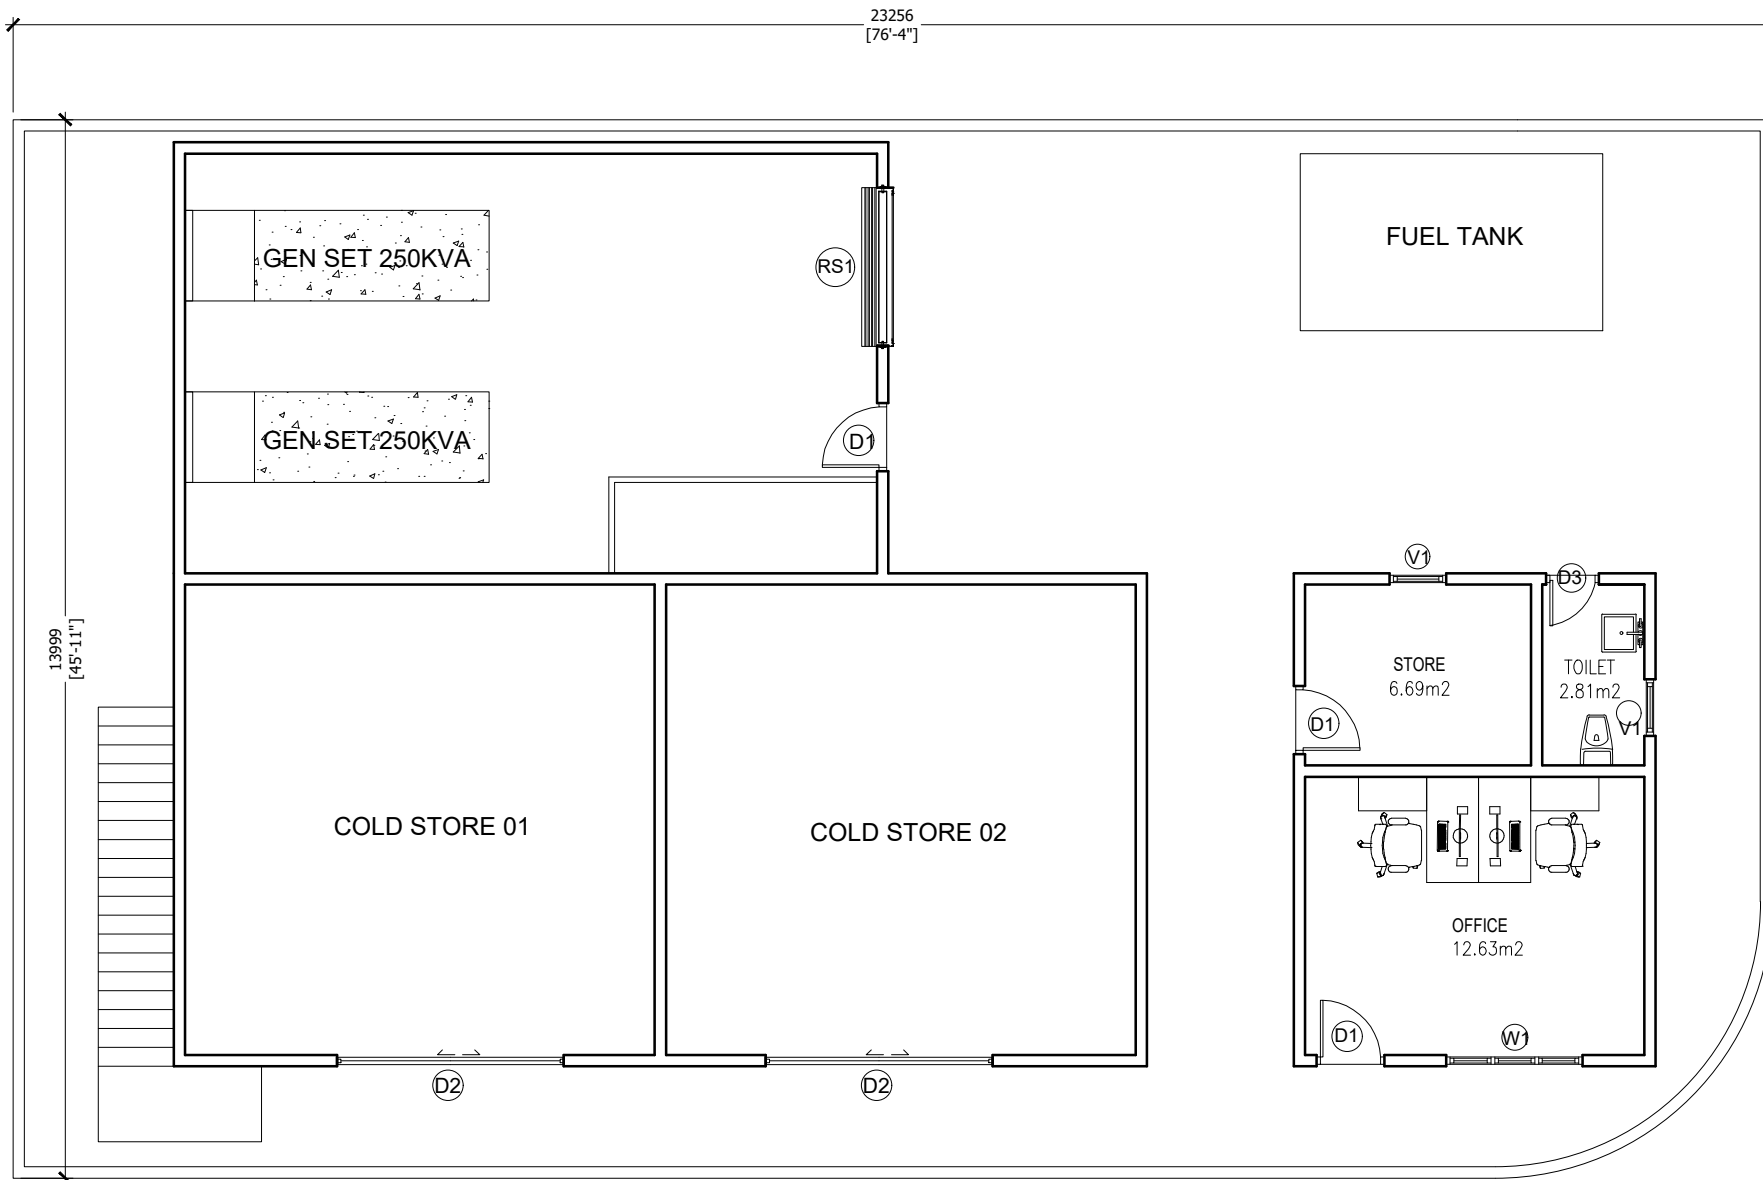 23256
[76'-4"]
FUEL TANK
GEN SET 250KVA
RS1
GEN SET 250KVA
D1
V1
D3
13999
[45'-11"]
STORE
6.69m2
TOILET
2.81m2
D1
V1
COLD STORE 01
COLD STORE 02
OFFICE
12.63m2
D1
W1
D2
D2